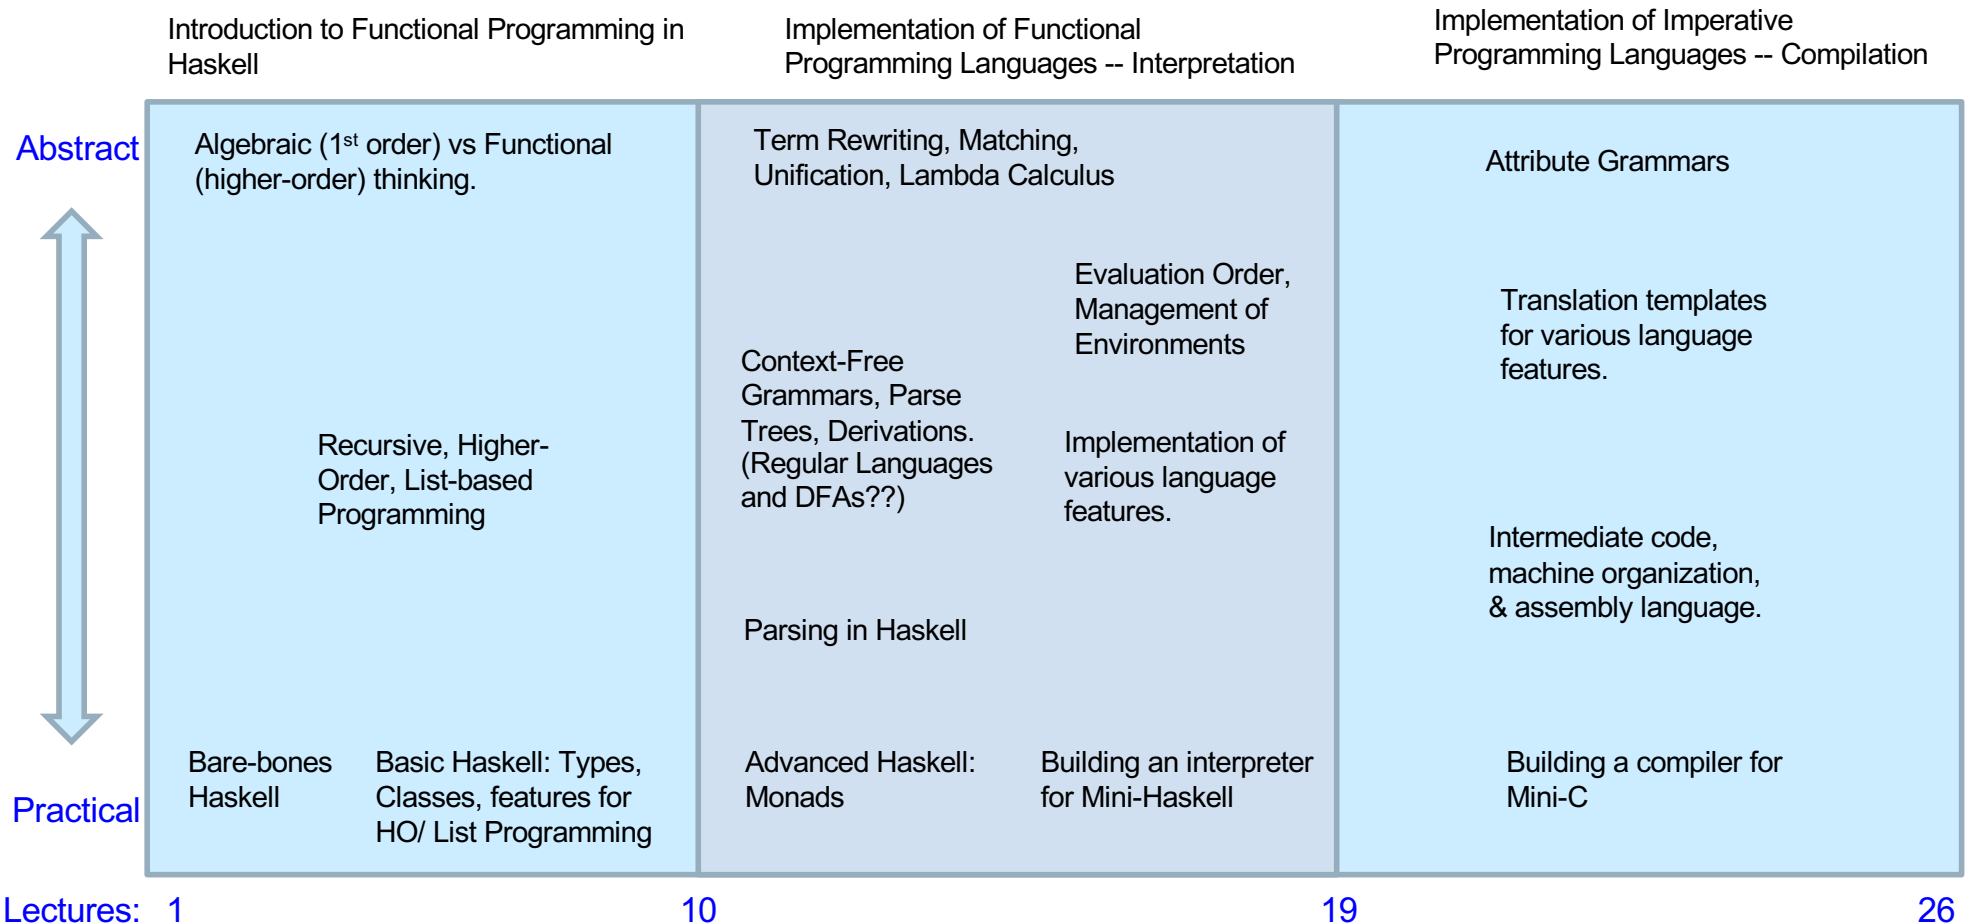 Introduction to Functional Programming in
Haskell
Implementation of Functional
Programming Languages -- Interpretation
Implementation of Imperative
Programming Languages -- Compilation
Abstract
Practical
Algebraic (1st order) vs Functional
(higher-order) thinking.
Recursive, Higher-
Order, List-based
Programming
Bare-bones
Haskell
Basic Haskell: Types,
Classes, features for
HO/ List Programming
Term Rewriting, Matching,
Unification, Lambda Calculus
Evaluation Order,
Management of
Environments
Context-Free
Grammars, Parse
Trees, Derivations.
(Regular Languages
and DFAs??)
Implementation of
various language
features.
Parsing in Haskell
Advanced Haskell:
Monads
Building an interpreter
for Mini-Haskell
Attribute Grammars
Translation templates
for various language
features.
Intermediate code,
machine organization,
& assembly language.
Building a compiler for
Mini-C
Lectures: 1 10 19 26